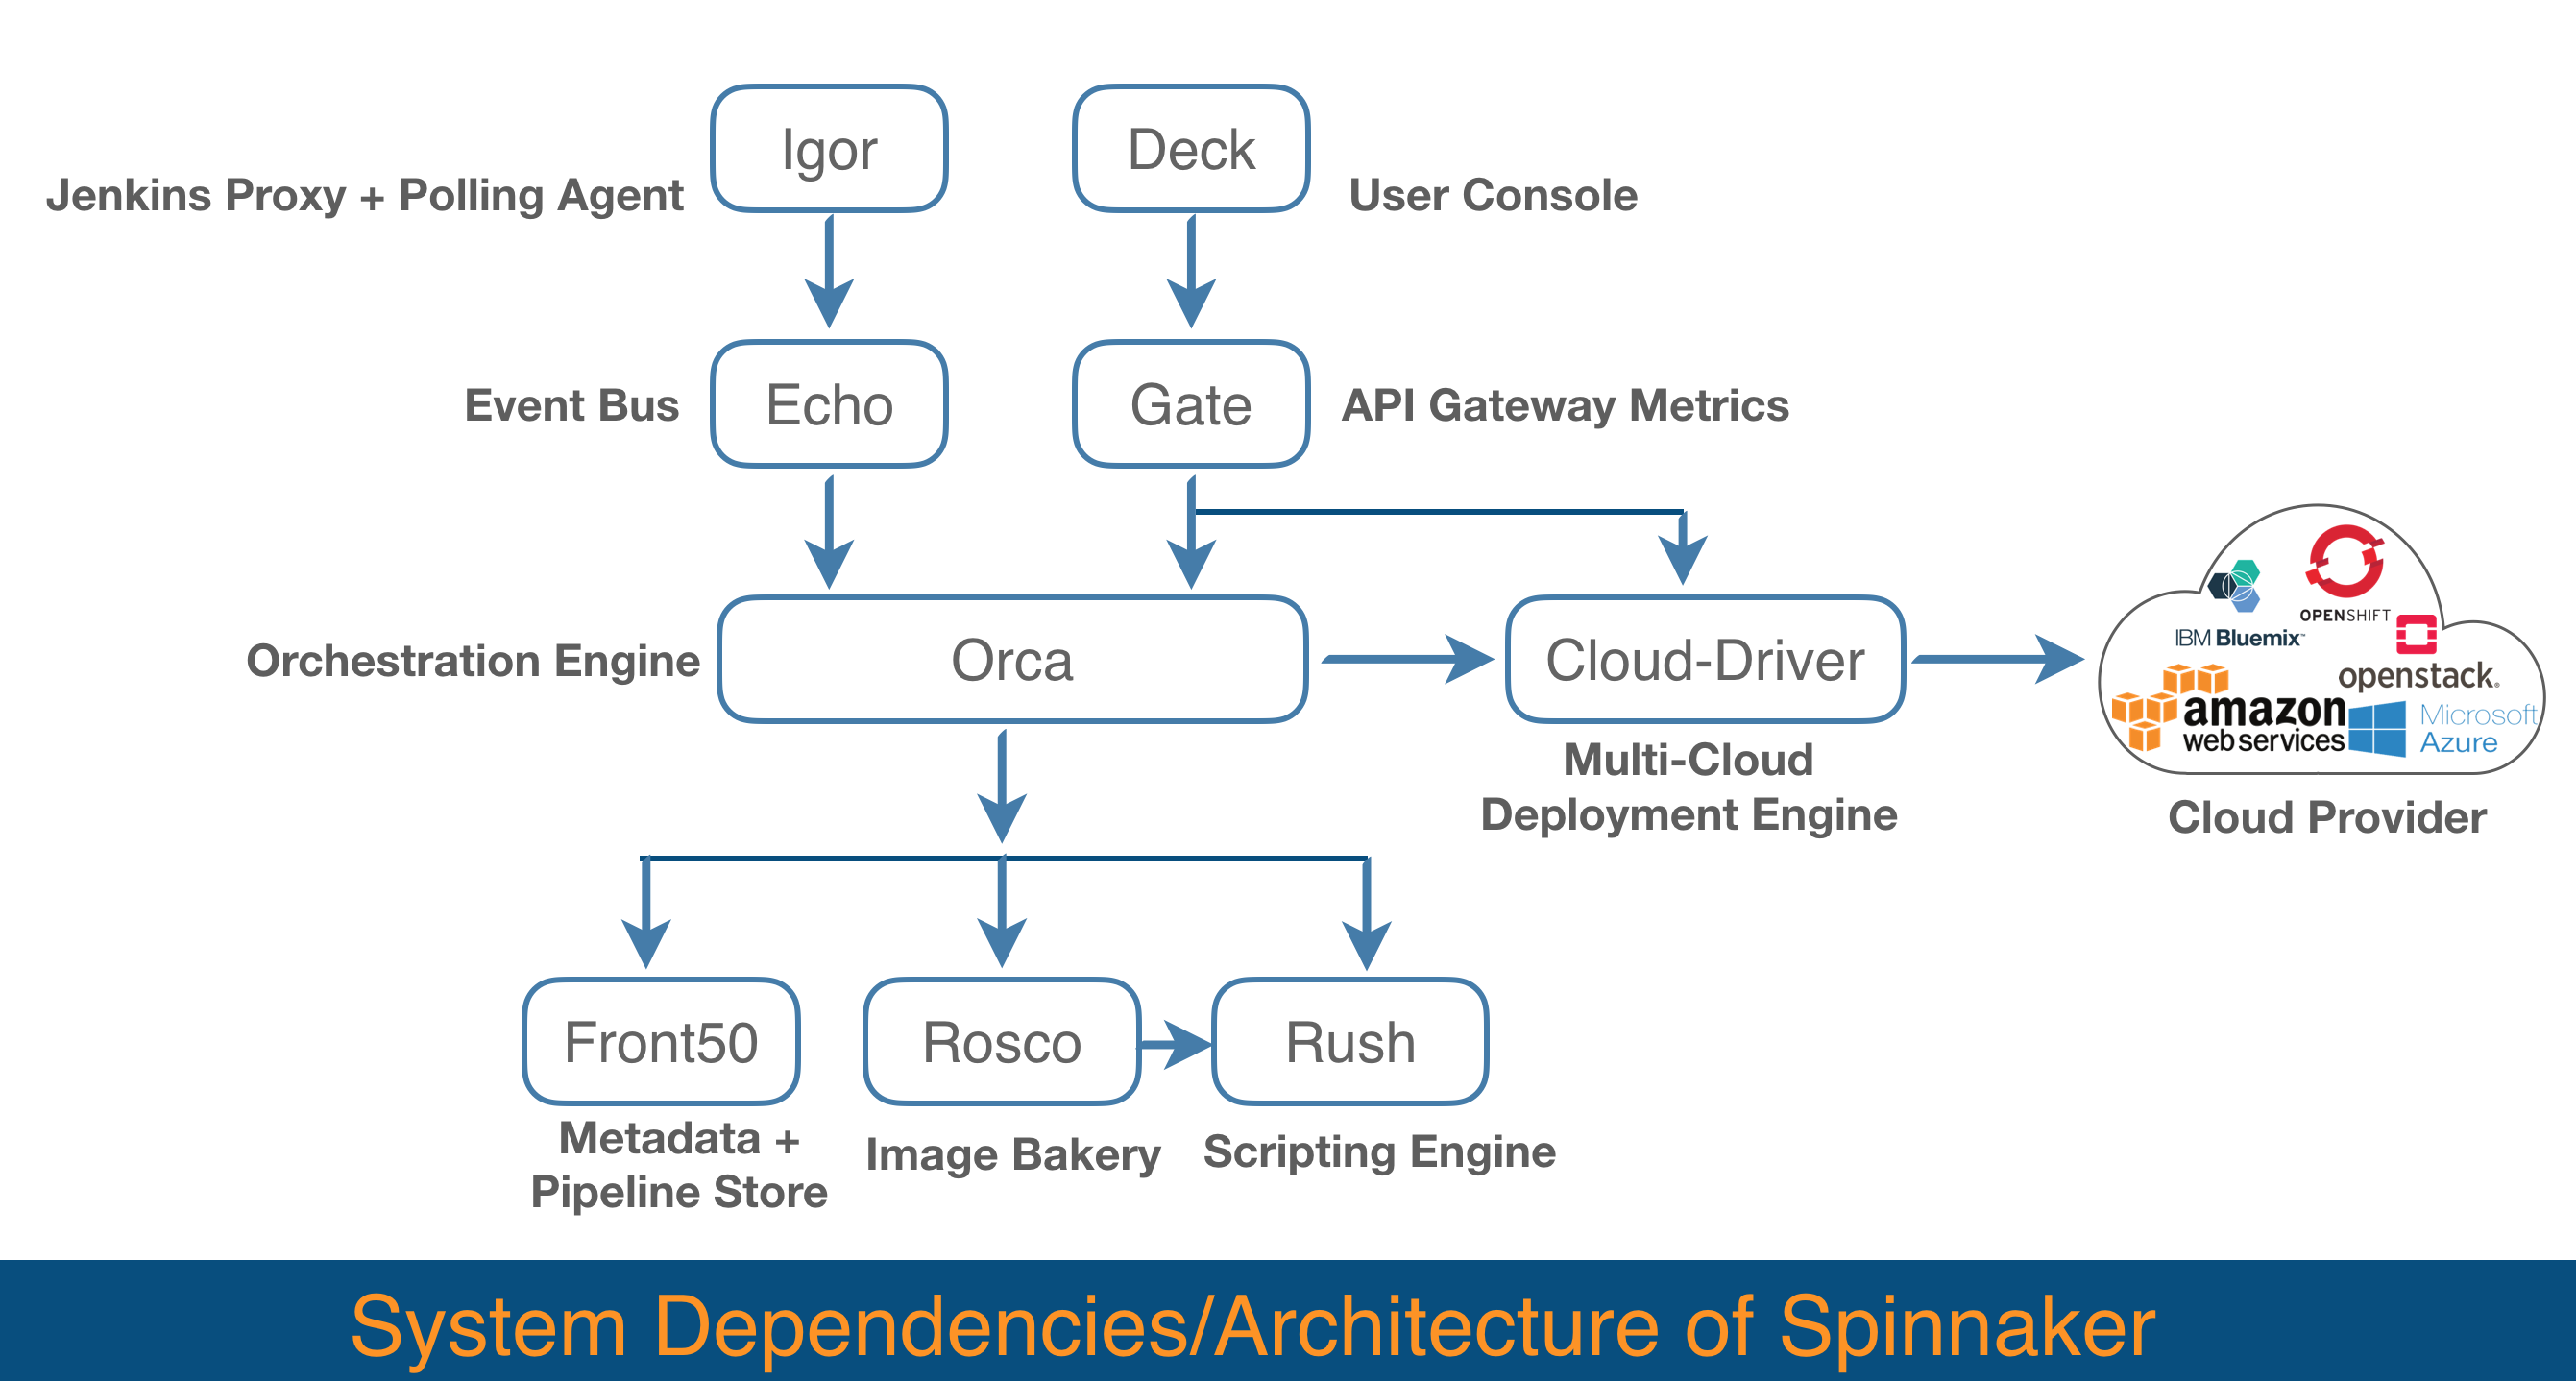 Igor
Deck
Jenkins Proxy + Polling Agent
User Console
Event Bus
Echo
Gate
API Gateway Metrics
Orchestration Engine
Orca
Cloud-Driver
Multi-Cloud
Deployment Engine
OPENSHIFT
IBM Bluemix™
openstack®
amazon
web services
Microsoft
Azure
Cloud Provider
Front50
Rosco
Rush
Metadata +
Pipeline Store
Image Bakery
Scripting Engine
System Dependencies/Architecture of Spinnaker